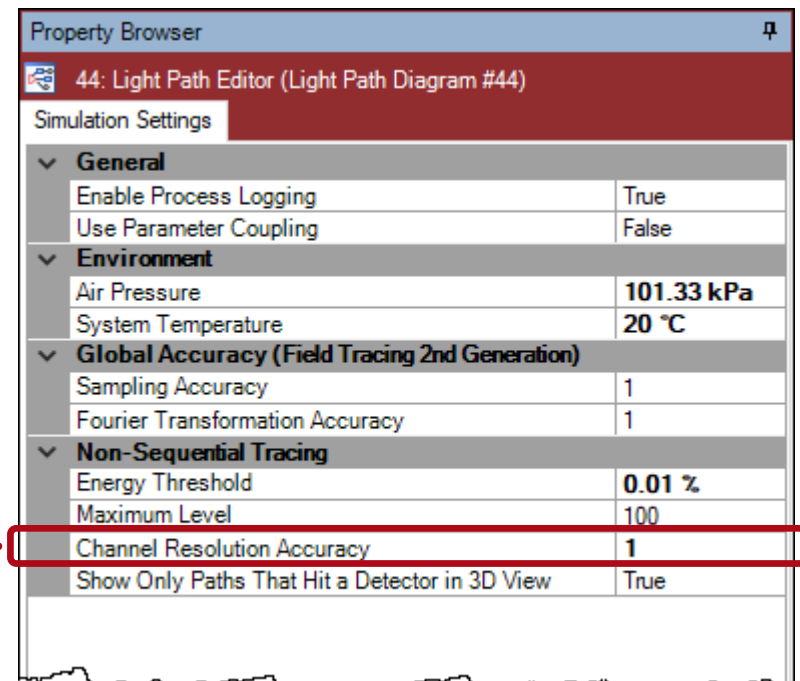 Property Browser
44: Light Path Editor (Light Path Diagram #44)
Simulation Settings
General
Enable Process Logging True
Use Parameter Coupling False
Environment
Air Pressure 101.33 kPa
System Temperature 20 °C
Global Accuracy (Field Tracing 2nd Generation)
Sampling Accuracy 1
Fourier Transformation Accuracy 1
Non-Sequential Tracing
Energy Threshold 0.01 %
Maximum Level 100
Channel Resolution Accuracy 1
Show Only Paths That Hit a Detector in 3D View True